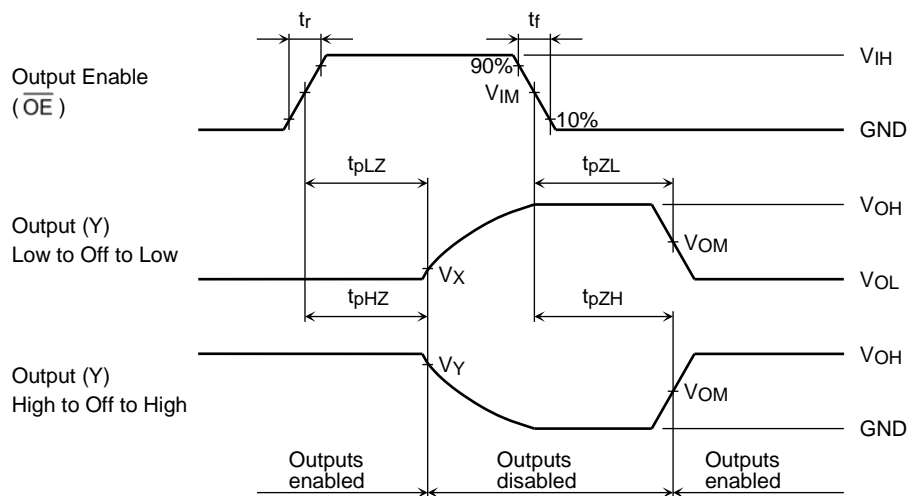 tr
tf
Output Enable
( OE )
90%
VIM
10%
VIH
GND
tpLZ
tpZL
Output (Y)
Low to Off to Low
VX
VOH
VOM
VOL
tpHZ
tpZH
Output (Y)
High to Off to High
VY
VOH
VOM
GND
Outputs
enabled
Outputs
disabled
Outputs
enabled